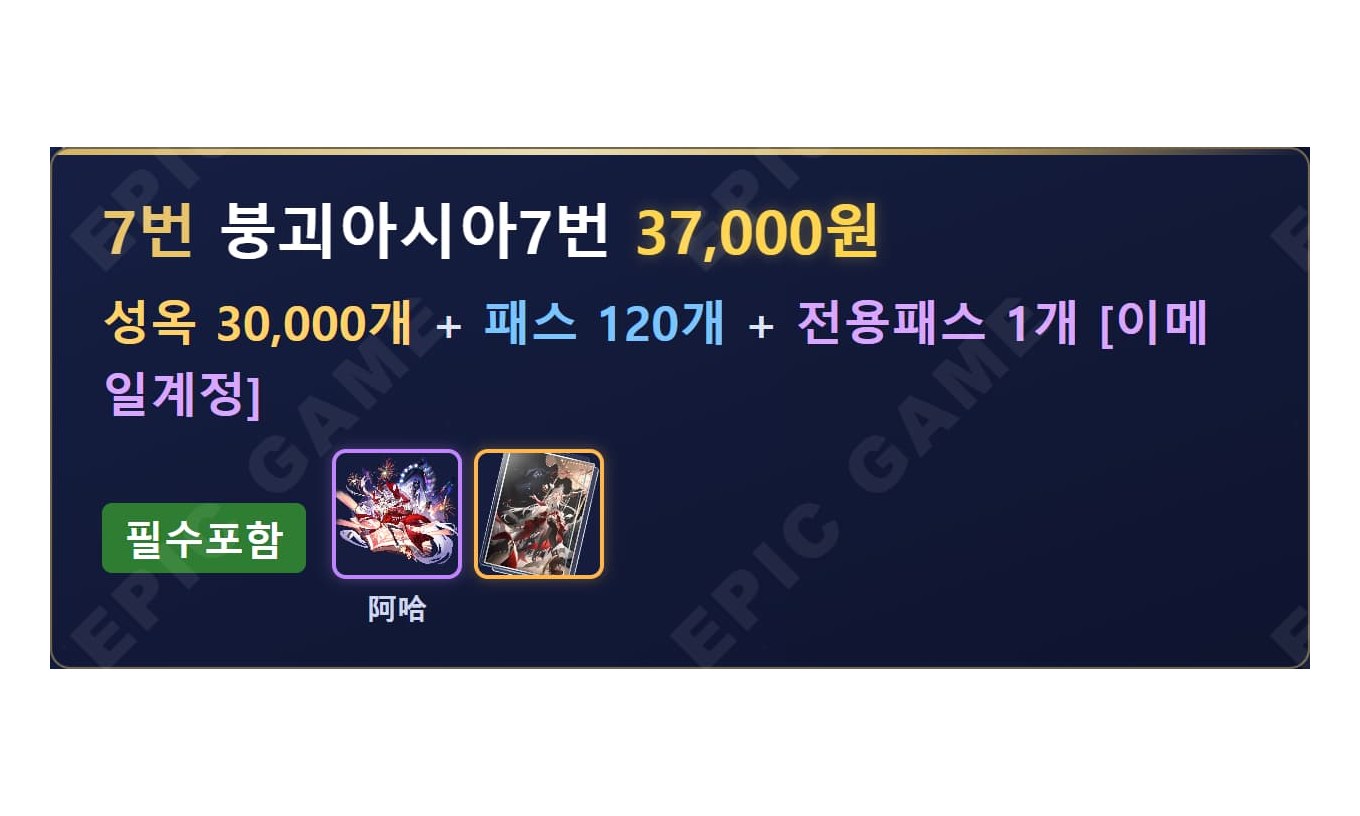 7번 붕괴아시아7번 37,000원
성옥 30,000개 + 패스 120개 + 전용패스 1개 [이메
일계정]
필수포함
阿哈
EPIC GAME
EPIC GAME